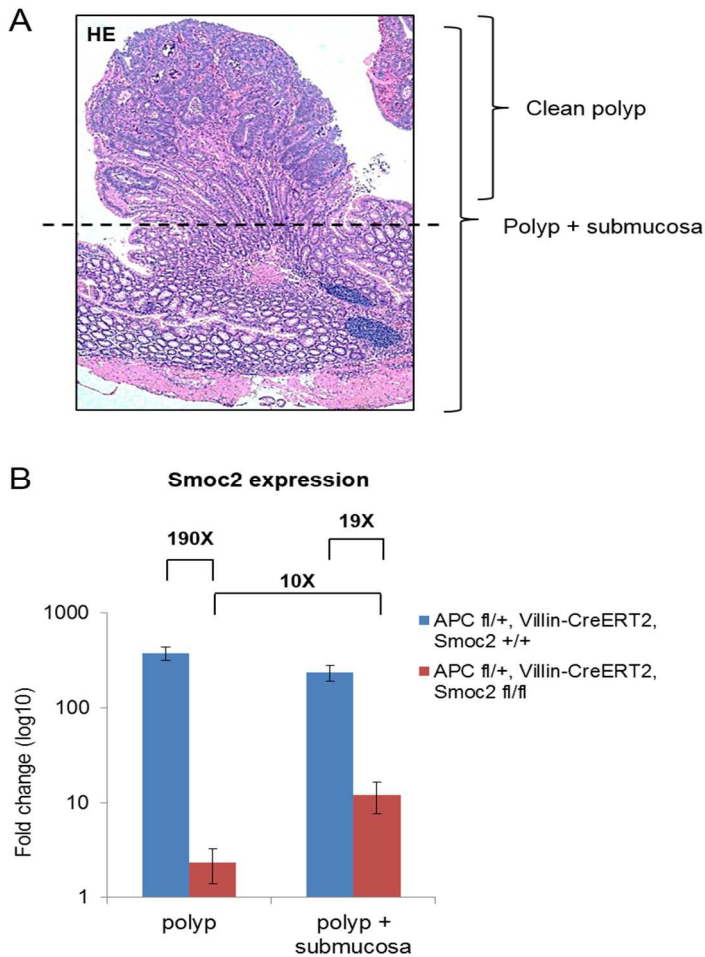 A
HE
Clean polyp
Polyp + submucosa
B
Smoc2 expression
190X
19X
10X
Fold change (log10)
1000
100
10
1
polyp
polyp +
submucosa
APC fl/+, Villin-CreERT2,
Smoc2 +/+
APC fl/+, Villin-CreERT2,
Smoc2 fl/fl